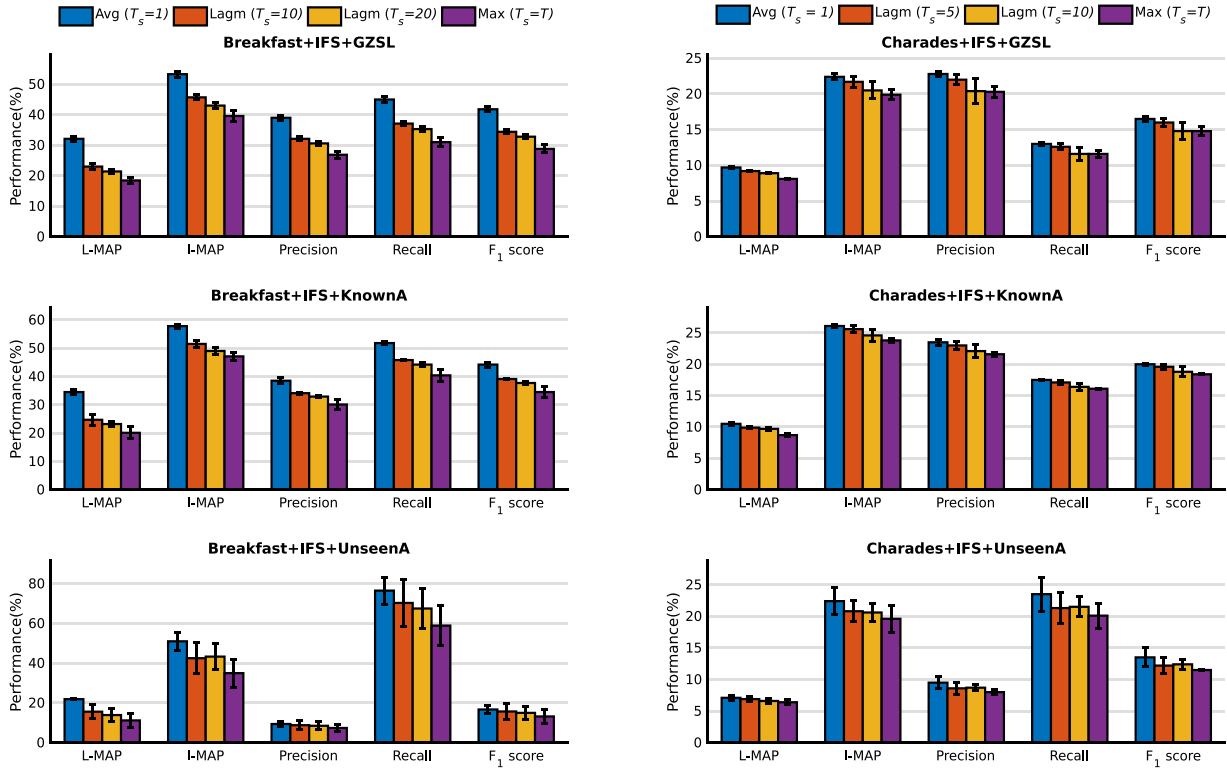 Avg (Ts=1) Lagm (Ts=10) Lagm (Ts=20) Max (Ts=T)
Breakfast+IFS+GZSL
Performance(%)
50
40
30
20
10
0
L-MAP I-MAP Precision Recall F1 score
Avg (Ts = 1) Lagm (Ts=5) Lagm (Ts=10) Max (Ts=T)
Charades+IFS+GZSL
Performance(%)
25
20
15
10
5
0
L-MAP I-MAP Precision Recall F1 score
Breakfast+IFS+KnownA
Performance(%)
60
50
40
30
20
10
0
L-MAP I-MAP Precision Recall F1 score
Charades+IFS+KnownA
Performance(%)
25
20
15
10
5
0
L-MAP I-MAP Precision Recall F1 score
Breakfast+IFS+UnseenA
Performance(%)
80
60
40
20
0
L-MAP I-MAP Precision Recall F1 score
Charades+IFS+UnseenA
Performance(%)
25
20
15
10
5
0
L-MAP I-MAP Precision Recall F1 score